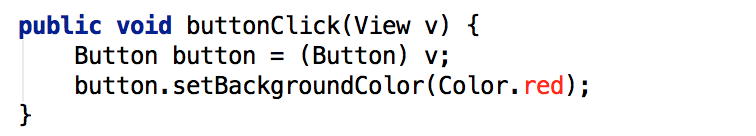 public void buttonClick(View v) {
    Button button = (Button) v;
    button.setBackgroundColor(Color.red);
}